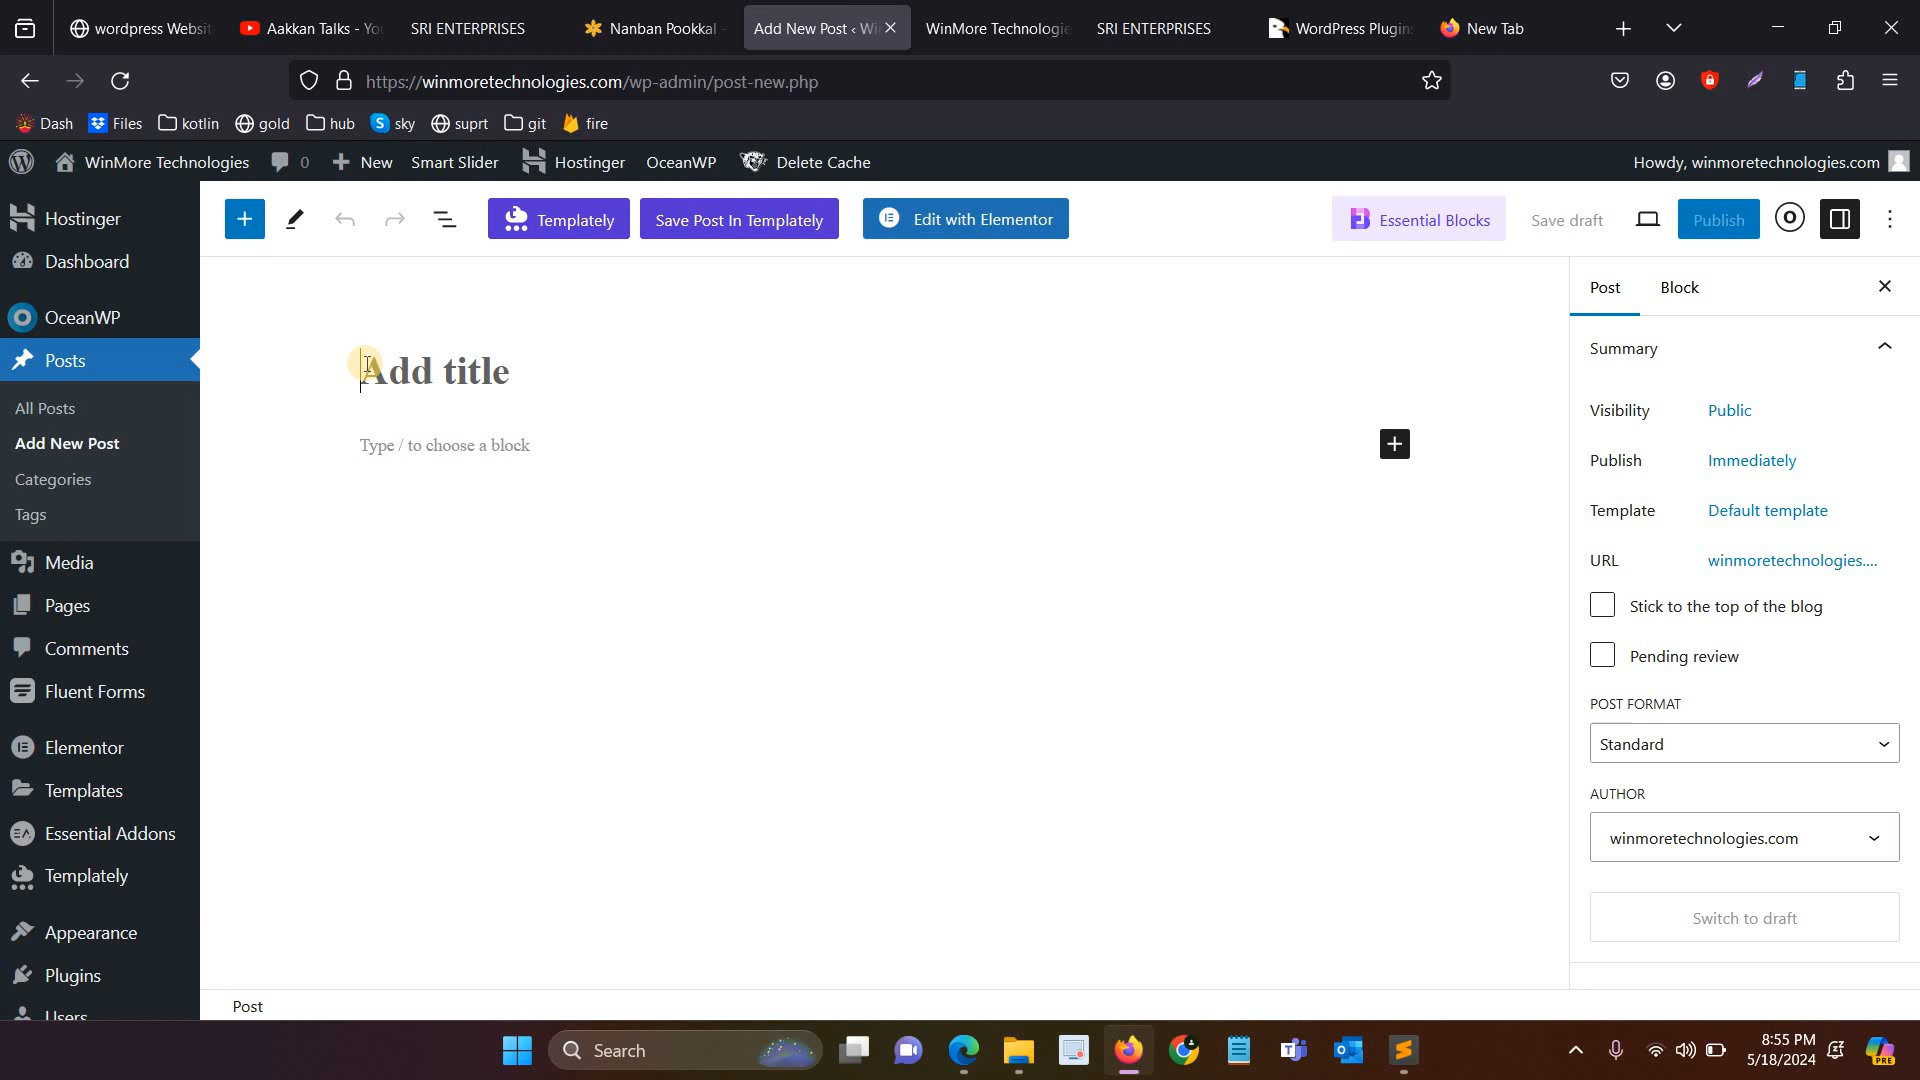 wordpress Websit
Aakkan Talks - Yo
SRI ENTERPRISES
Nanban Pookkal -
Add New Post ‹ Wi
WinMore Technologie
SRI ENTERPRISES
WordPress Plugin
New Tab
https://winmoretechnologies.com/wp-admin/post-new.php
Dash
Files
kotlin
gold
hub
sky
suprt
git
fire
WinMore Technologies
0
New
Smart Slider
Hostinger
OceanWP
Delete Cache
Howdy, winmoretechnologies.com
Hostinger
Dashboard
OceanWP
Posts
All Posts
Add New Post
Categories
Tags
Media
Pages
Comments
Fluent Forms
Elementor
Templates
Essential Addons
Templately
Appearance
Plugins
Users
Templately
Save Post In Templately
Edit with Elementor
Essential Blocks
Save draft
Publish
Add title
Type / to choose a block
Post
Block
Summary
Visibility
Public
Publish
Immediately
Template
Default template
URL
winmoretechnologies....
Stick to the top of the blog
Pending review
POST FORMAT
Standard
AUTHOR
winmoretechnologies.com
Switch to draft
Post
Search
8:55 PM
5/18/2024
PRE